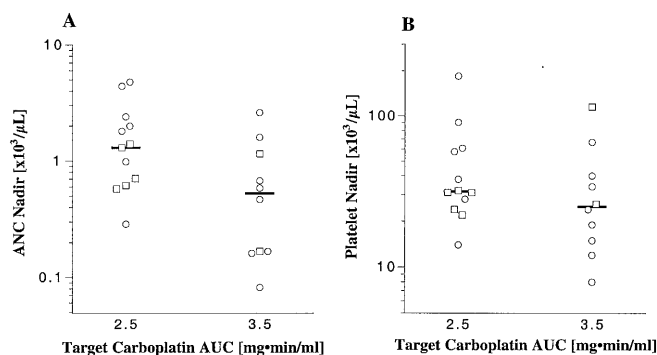 A
B
10
1
0.1
ANC Nadir [x10³/μL]
2.5
3.5
Target Carboplatin AUC [mg•min/ml]
100
10
Platelet Nadir [x10³/μL]
2.5
3.5
Target Carboplatin AUC [mg•min/ml]